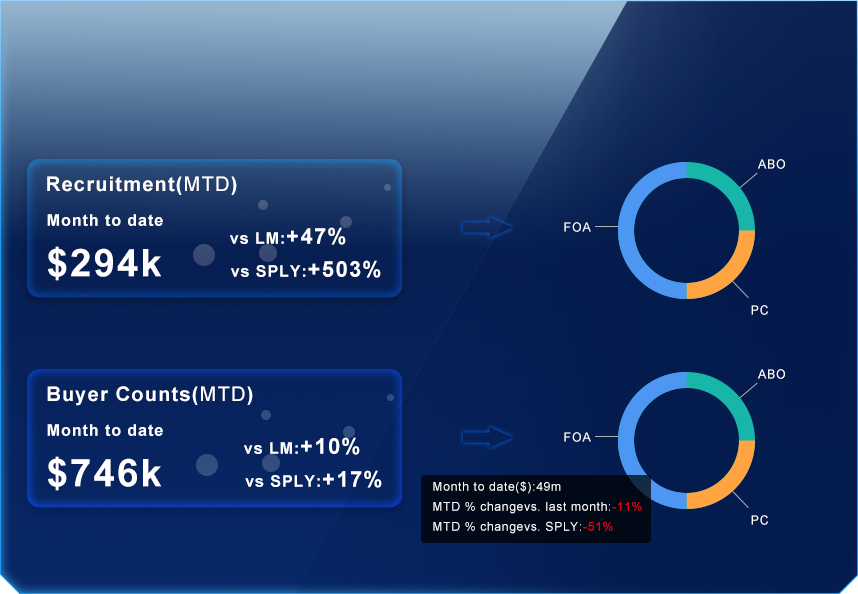 Recruitment(MTD)
Month to date
$294k
vs LM:+47%
vs SPLY:+503%
ABO
FOA
PC
Buyer Counts(MTD)
Month to date
$746k
vs LM:+10%
vs SPLY:+17%
ABO
FOA
PC
Month to date($):49m
MTD % changevs. last month:-11%
MTD % changevs. SPLY:-51%